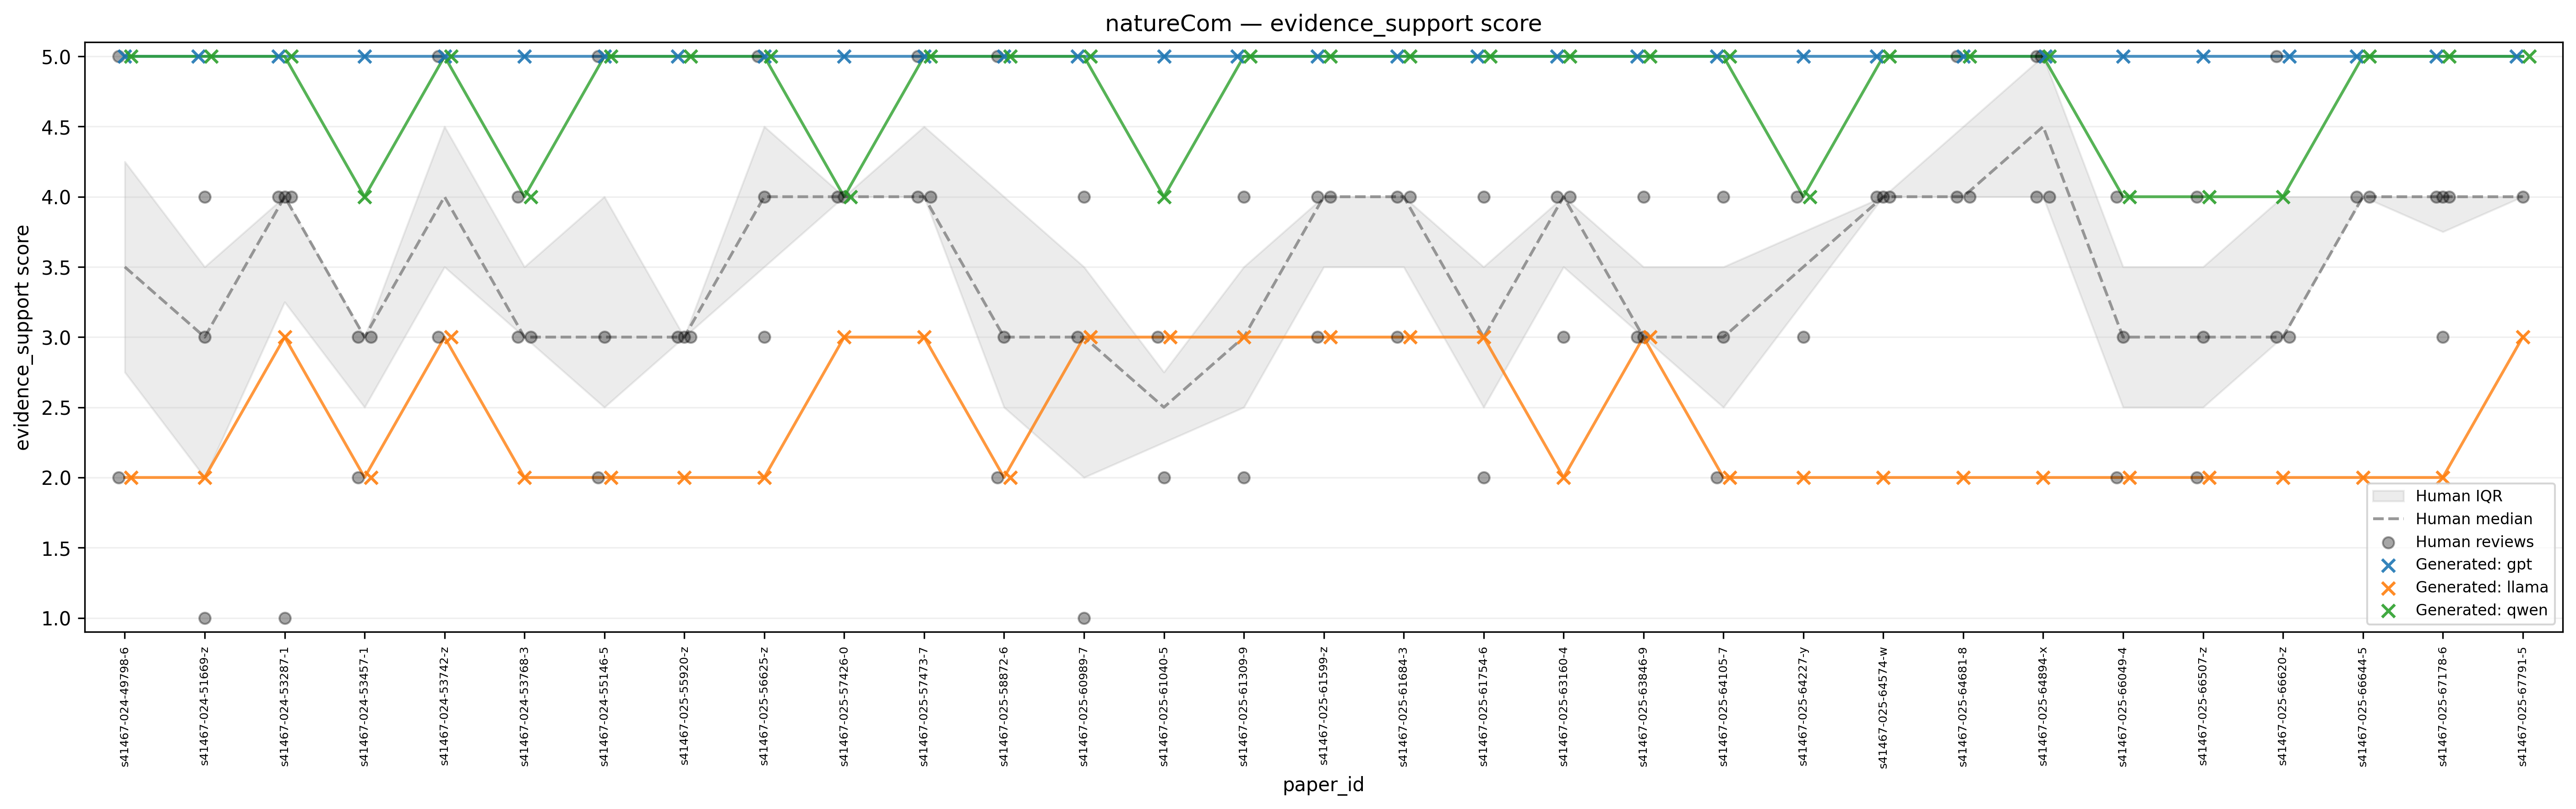 natureCom — evidence_support score
evidence_support score
5.0
4.5
4.0
3.5
3.0
2.5
2.0
1.5
1.0
Human IQR
Human median
Human reviews
Generated: gpt
Generated: llama
Generated: qwen
s41467-024-49798-6
s41467-024-51669-z
s41467-024-53287-1
s41467-024-53457-1
s41467-024-53742-z
s41467-024-53768-3
s41467-024-55146-5
s41467-025-55920-z
s41467-025-56625-z
s41467-025-57426-0
s41467-025-57473-7
s41467-025-58872-6
s41467-025-60989-7
s41467-025-61040-5
s41467-025-61309-9
s41467-025-61599-z
s41467-025-61684-3
s41467-025-61754-6
s41467-025-63160-4
s41467-025-63846-9
s41467-025-64105-7
s41467-025-64227-y
s41467-025-64574-w
s41467-025-64681-8
s41467-025-64894-x
s41467-025-66049-4
s41467-025-66507-z
s41467-025-66620-z
s41467-025-66644-5
s41467-025-67178-6
s41467-025-67791-5
paper_id